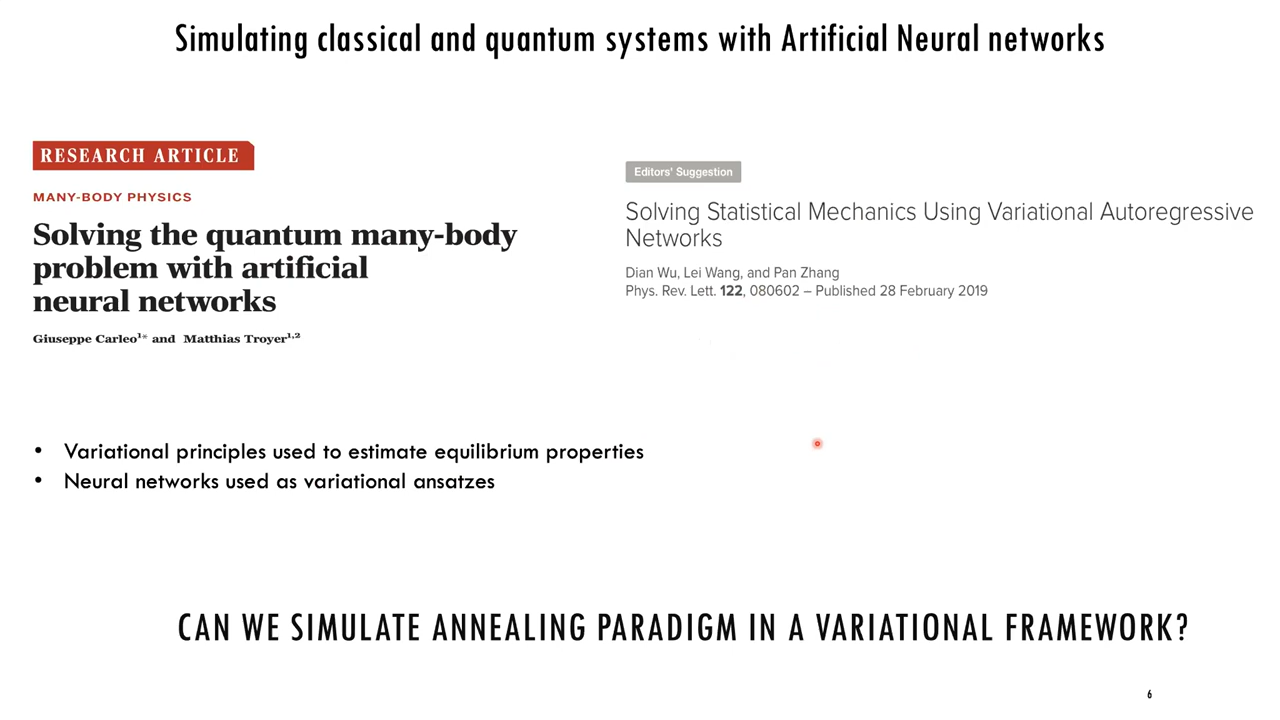 Simulating classical and quantum systems with Artificial Neural networks
RESEARCH ARTICLE
MANY-BODY PHYSICS
Solving the quantum many-body
problem with artificial
neural networks
Giuseppe Carleo¹* and Matthias Troyer¹,²
Editors' Suggestion
Solving Statistical Mechanics Using Variational Autoregressive
Networks
Dian Wu, Lei Wang, and Pan Zhang
Phys. Rev. Lett. 122, 080602 – Published 28 February 2019
• Variational principles used to estimate equilibrium properties
• Neural networks used as variational ansatzes
CAN WE SIMULATE ANNEALING PARADIGM IN A VARIATIONAL FRAMEWORK?
6